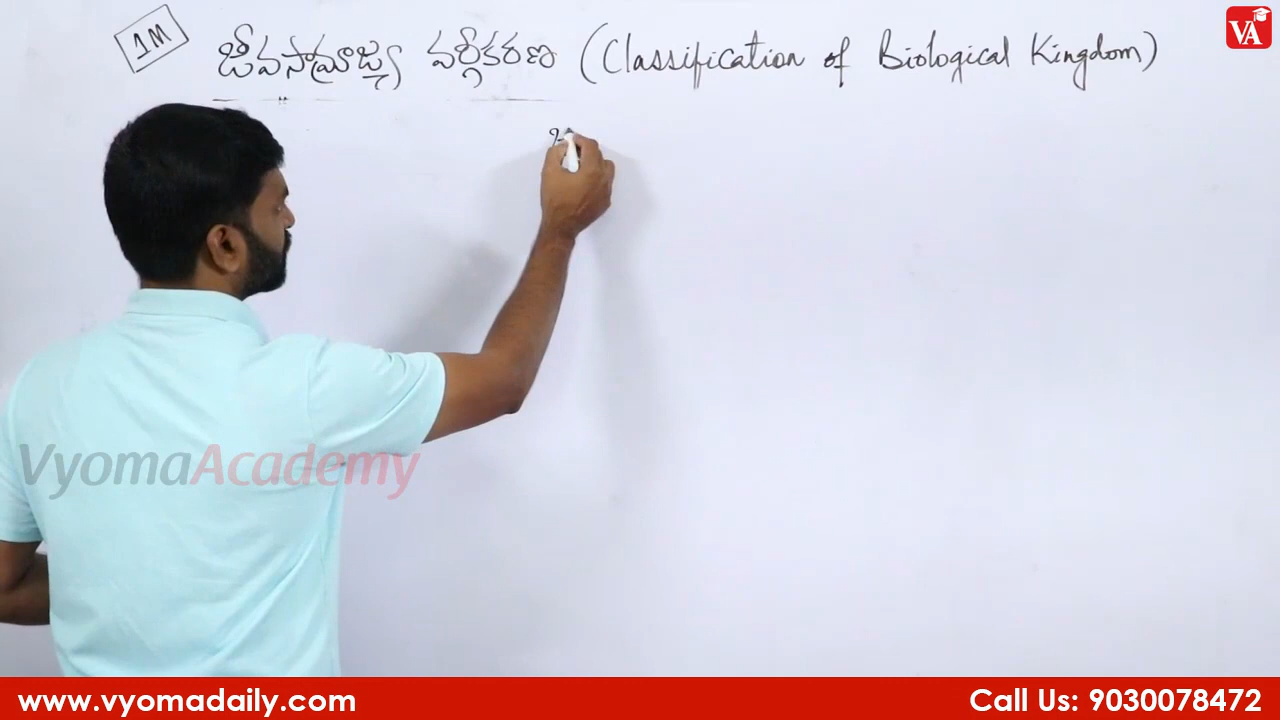 1M
జీవసామ్రాజ్య వర్గీకరణ (Classification of Biological Kingdom)
VA
VyomaAcademy
www.vyomadaily.com
Call Us: 9030078472